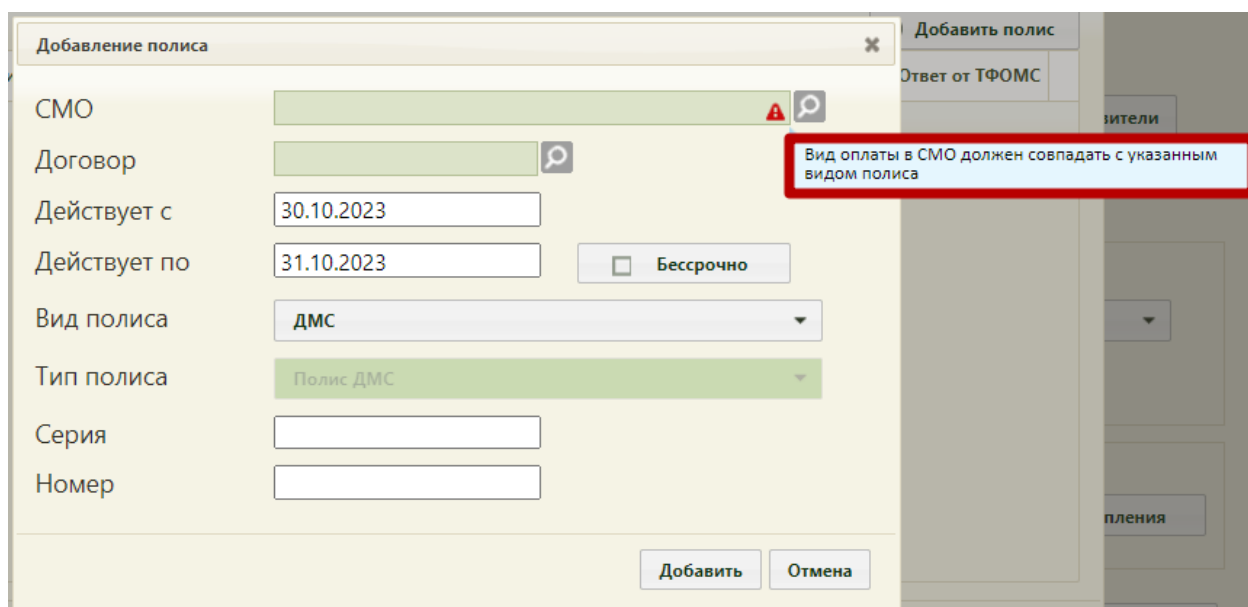 Добавление полиса
Добавить полис
Ответ от ТФОМС
СМО
вители
Вид оплаты в СМО должен совпадать с указанным
видом полиса
Договор
Действует с 30.10.2023
Действует по 31.10.2023 Бессрочно
Вид полиса ДМС
Тип полиса Полис ДМС
Серия
Номер
пления
Добавить Отмена